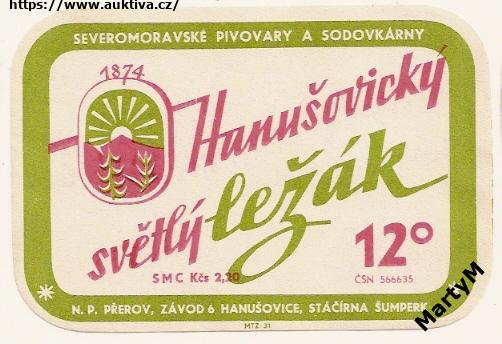 https://www.auktiva.cz/
SEVEROMORAVSKÉ PIVOVARY A SODOVKÁRNY
1874
Hanušovický
světlý ležák
12°
SMC Kčs 2,20
ČSN 566635
N. P. PŘEROV, ZÁVOD 6 HANUŠOVICE, STÁČÍRNA ŠUMPERK
MTZ 31
MartyM